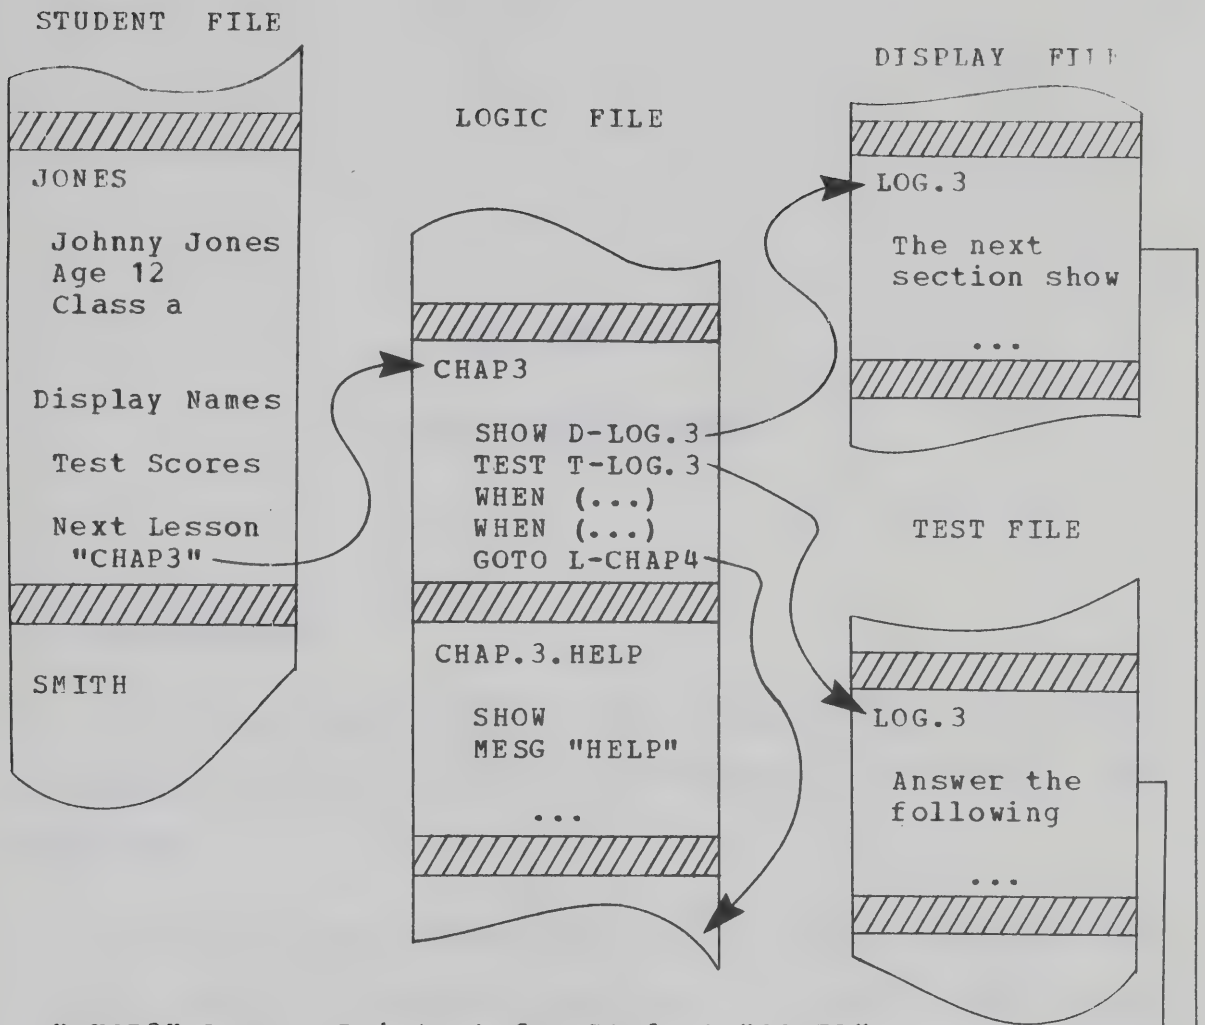 STUDENT FILE
JONES
Johnny Jones
Age 12
Class a
Display Names
Test Scores
Next Lesson
"CHAP3"
SMITH
LOGIC FILE
CHAP3
SHOW D-LOG.3
TEST T-LOG.3
WHEN (...)
WHEN (...)
GOTO L-CHAP4
CHAP.3.HELP
SHOW
MESG "HELP"
...
DISPLAY FILE
LOG.3
The next
section show
...
TEST FILE
LOG.3
Answer the
following
...